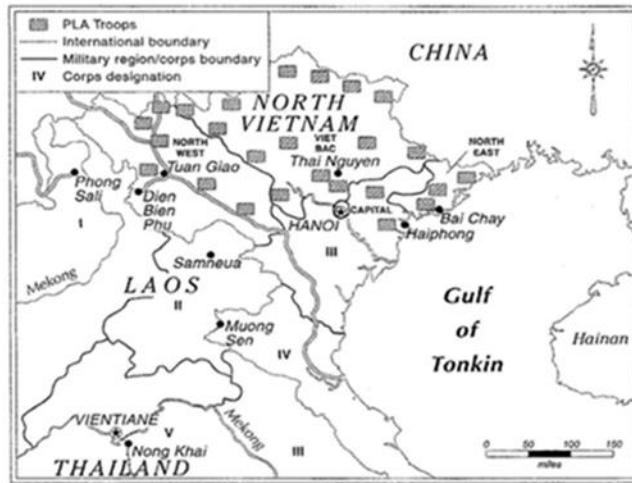 PLA Troops
International boundary
Military region/corps boundary
IV Corps designation
CHINA
NORTH
VIETNAM
NORTH
WEST
VIET
BAC
NORTH
EAST
Tuan Giao
Thai Nguyen
Phong
Sali
Dien
Bien
Phu
I
HANOI
CAPITAL
Bai Chay
Haiphong
III
Samneua
Mekong
LAOS
II
Gulf
of
Tonkin
Hainan
Muong
Sen
IV
VIENTIANE
V
Nong Khai
Mekong
III
THAILAND
0 50 100 150
miles